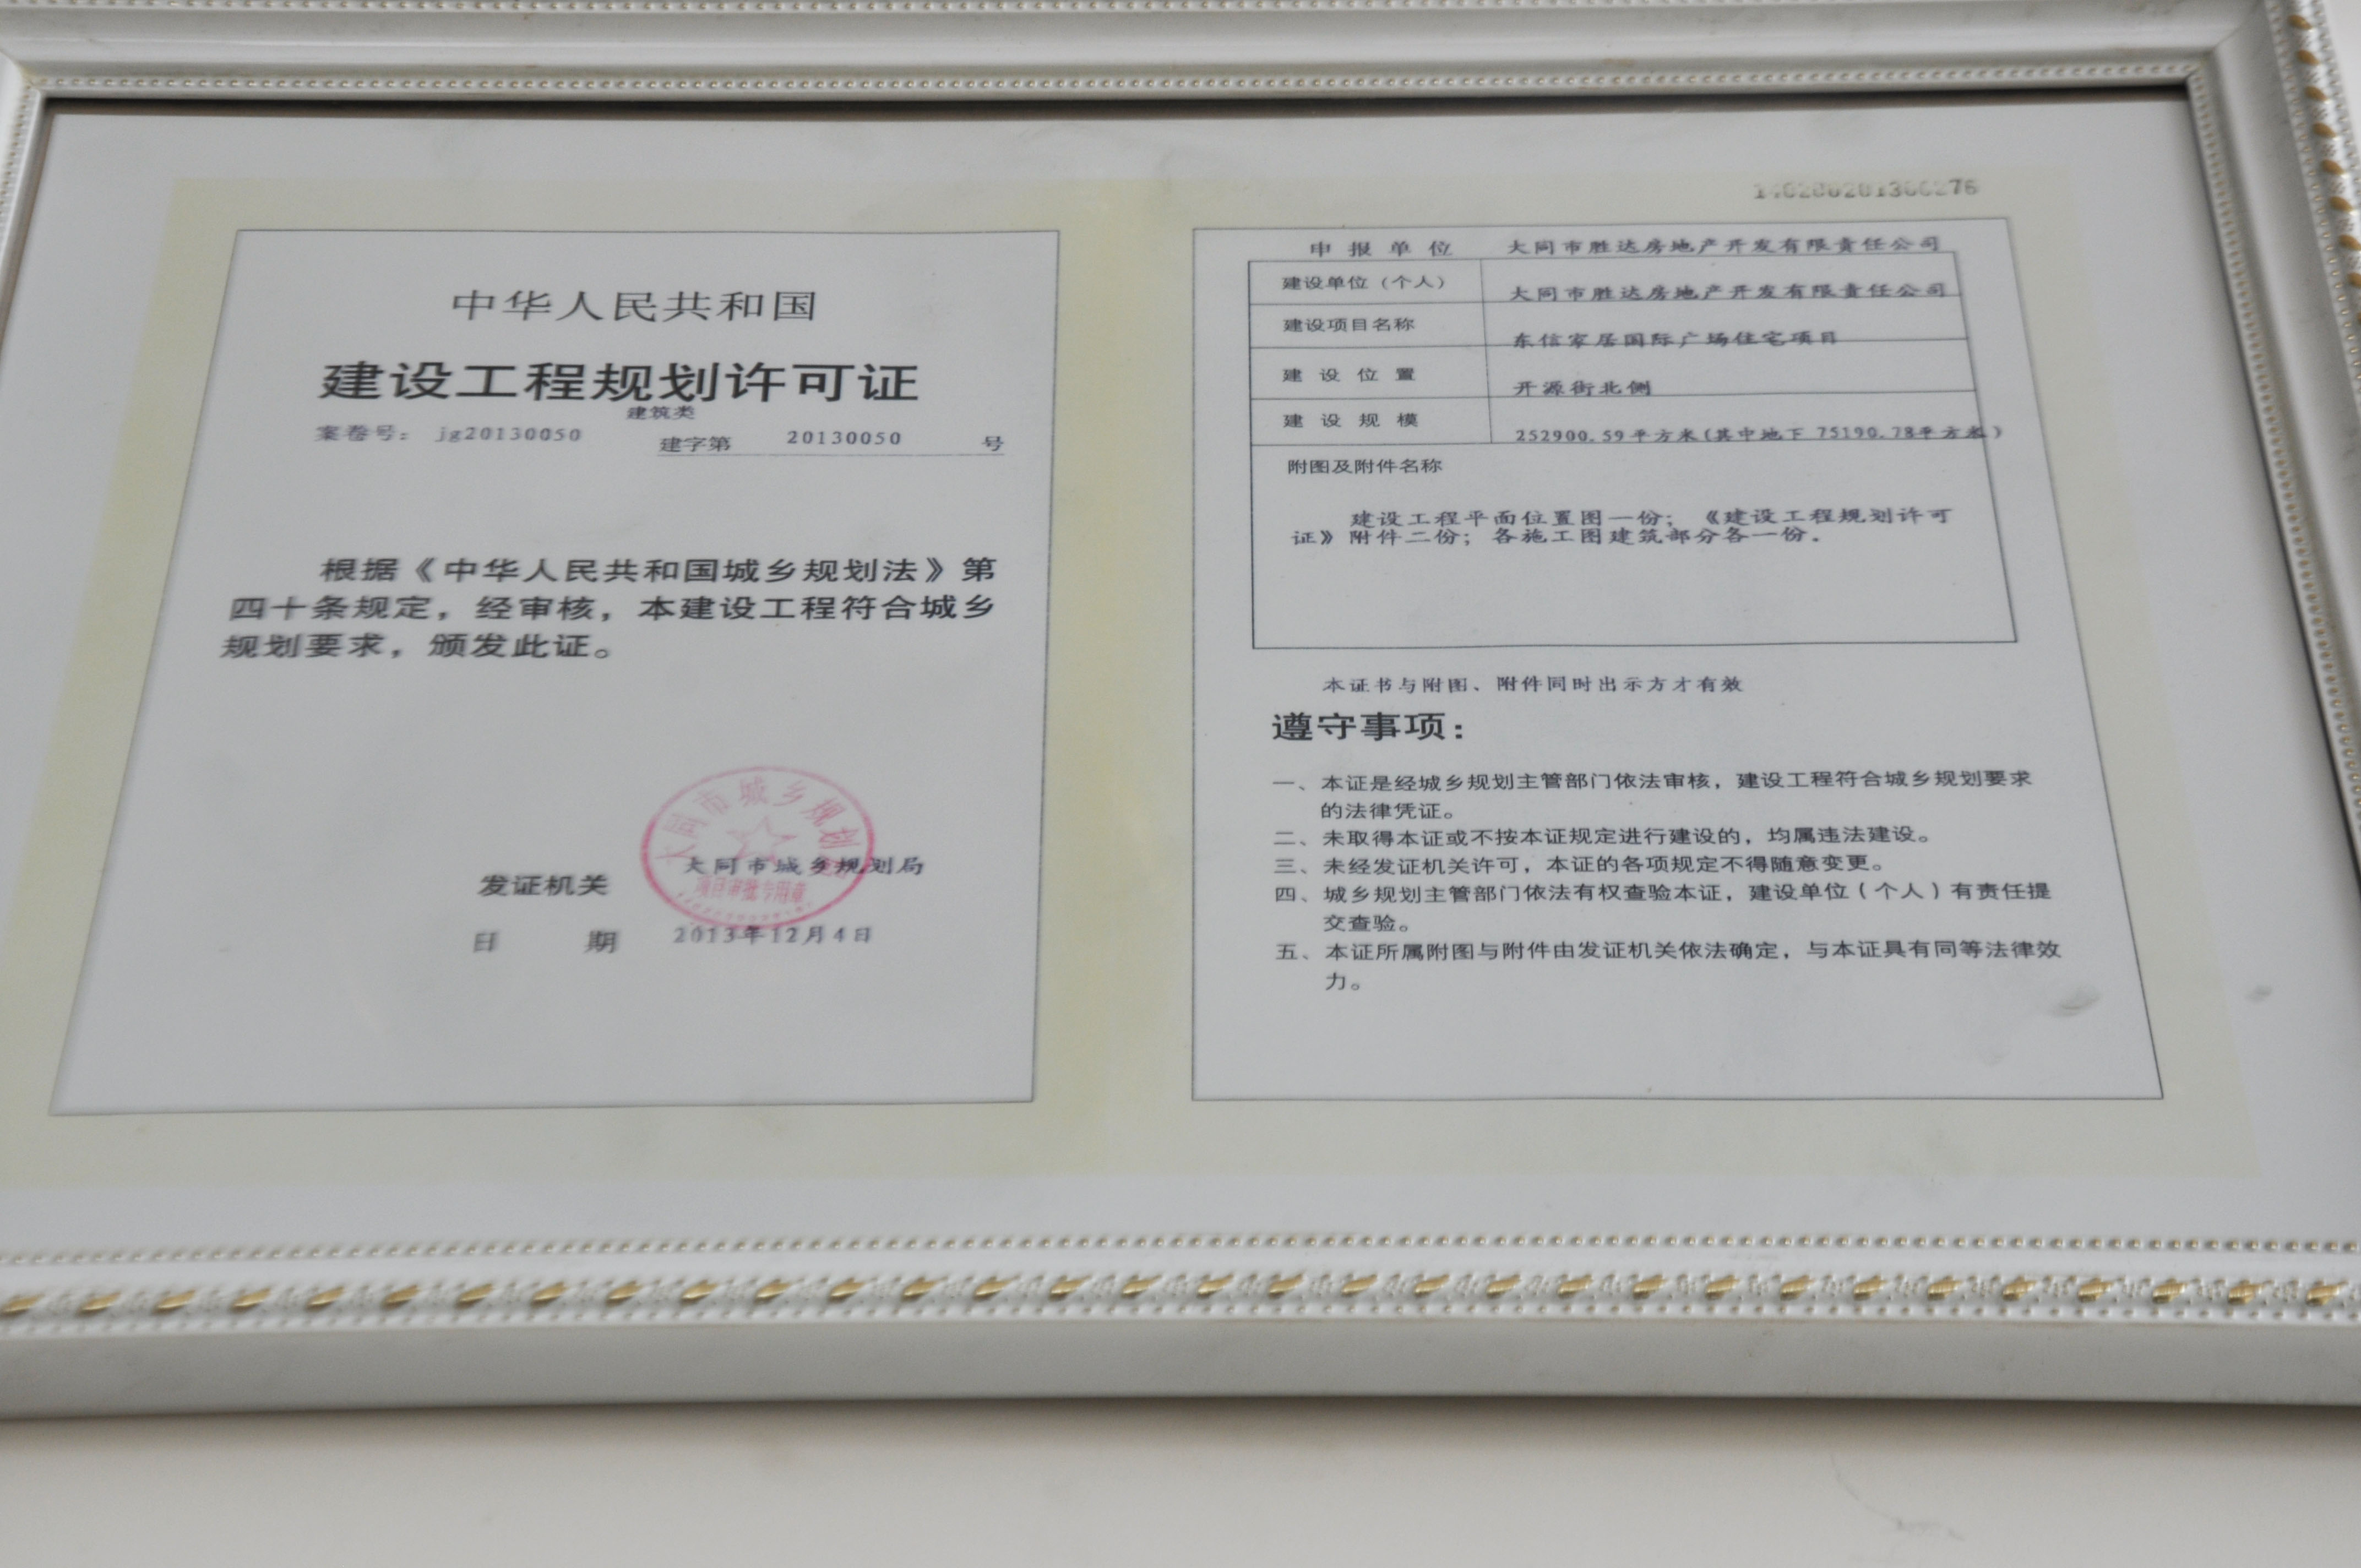 中华人民共和国
建设工程规划许可证
建筑类
案卷号： jg20130050
建字第 20130050 号
根据《中华人民共和国城乡规划法》第
四十条规定，经审核，本建设工程符合城乡
规划要求，颁发此证。
大同市城乡规划
项目审批专用章
发证机关 大同市城乡规划局
日 期 2013年12月4日
申报单位 大同市胜达房地产开发有限责任公司
建设单位（个人） 大同市胜达房地产开发有限责任公司
建设项目名称 东信家居国际广场住宅项目
建设位置 开源街北侧
建设规模 252900.59平方米(其中地下 75190.78平方米)
附图及附件名称
建设工程平面位置图一份；《建设工程规划许可
证》附件二份；各施工图建筑部分各一份．
本证书与附图、附件同时出示方才有效
遵守事项：
一、本证是经城乡规划主管部门依法审核，建设工程符合城乡规划要求
的法律凭证。
二、未取得本证或不按本证规定进行建设的，均属违法建设。
三、未经发证机关许可，本证的各项规定不得随意变更。
四、城乡规划主管部门依法有权查验本证，建设单位（个人）有责任提
交查验。
五、本证所属附图与附件由发证机关依法确定，与本证具有同等法律效
力。